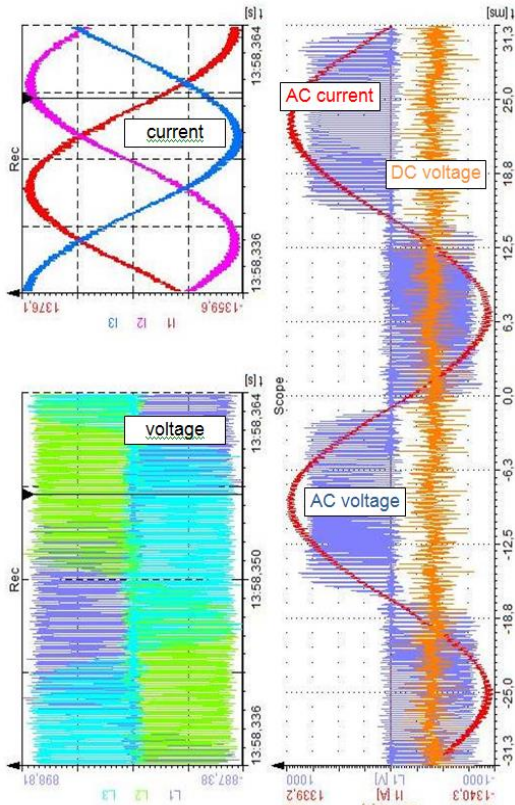 Rec
t [s]
13:58,364
13:58,336
1376,1
-1359,6
I1
I2
I3
current
Rec
t [s]
13:58,364
13:58,350
13:58,336
898,81
-887,38
L1
L2
L3
voltage
Scope
t [ms]
31.3
25.0
18.8
12.5
6.3
0.0
-6.3
-12.5
-18.8
-25.0
-31.3
AC current
DC voltage
AC voltage
1000
L1 [V]
-1000
1339,2
I1 [A]
-1340,3